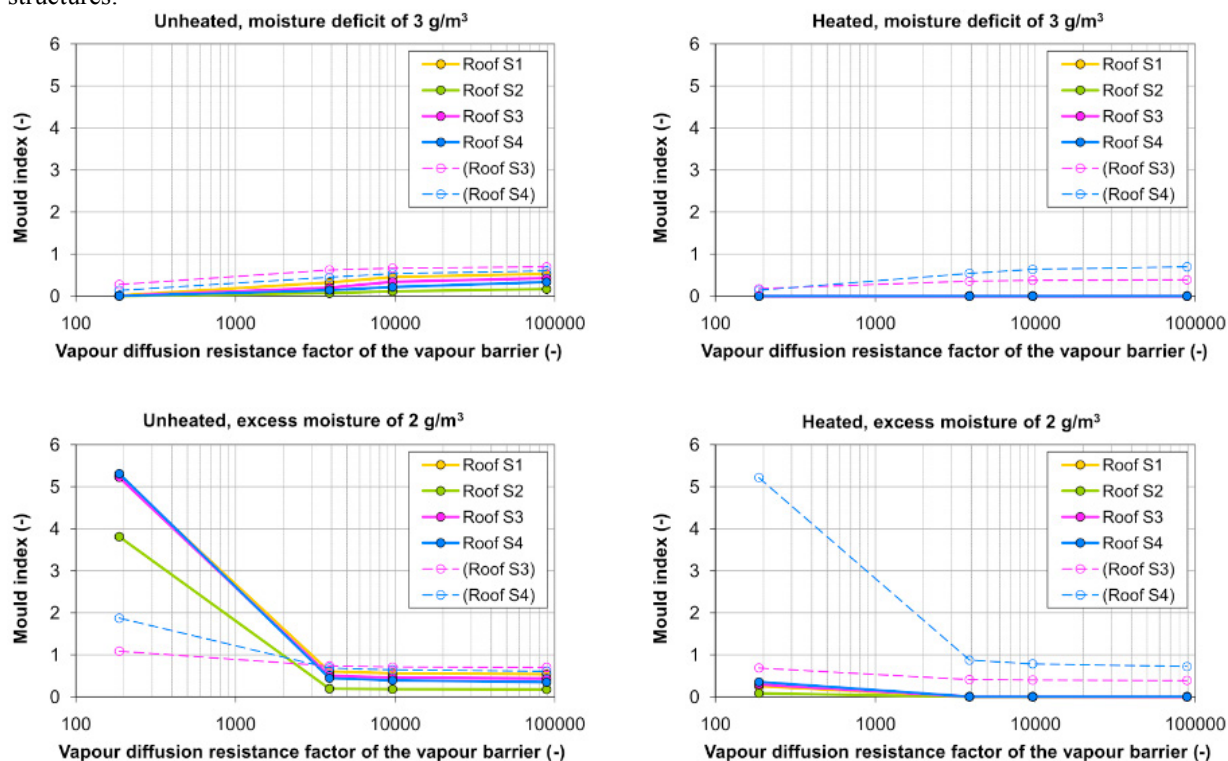 structures.
Unheated, moisture deficit of 3 g/m³
Mould index (-)
6
5
4
3
2
1
0
Roof S1
Roof S2
Roof S3
Roof S4
(Roof S3)
(Roof S4)
100 1000 10000 100000
Vapour diffusion resistance factor of the vapour barrier (-)
Heated, moisture deficit of 3 g/m³
Mould index (-)
6
5
4
3
2
1
0
Roof S1
Roof S2
Roof S3
Roof S4
(Roof S3)
(Roof S4)
100 1000 10000 100000
Vapour diffusion resistance factor of the vapour barrier (-)
Unheated, excess moisture of 2 g/m³
Mould index (-)
6
5
4
3
2
1
0
Roof S1
Roof S2
Roof S3
Roof S4
(Roof S3)
(Roof S4)
100 1000 10000 100000
Vapour diffusion resistance factor of the vapour barrier (-)
Heated, excess moisture of 2 g/m³
Mould index (-)
6
5
4
3
2
1
0
Roof S1
Roof S2
Roof S3
Roof S4
(Roof S3)
(Roof S4)
100 1000 10000 100000
Vapour diffusion resistance factor of the vapour barrier (-)